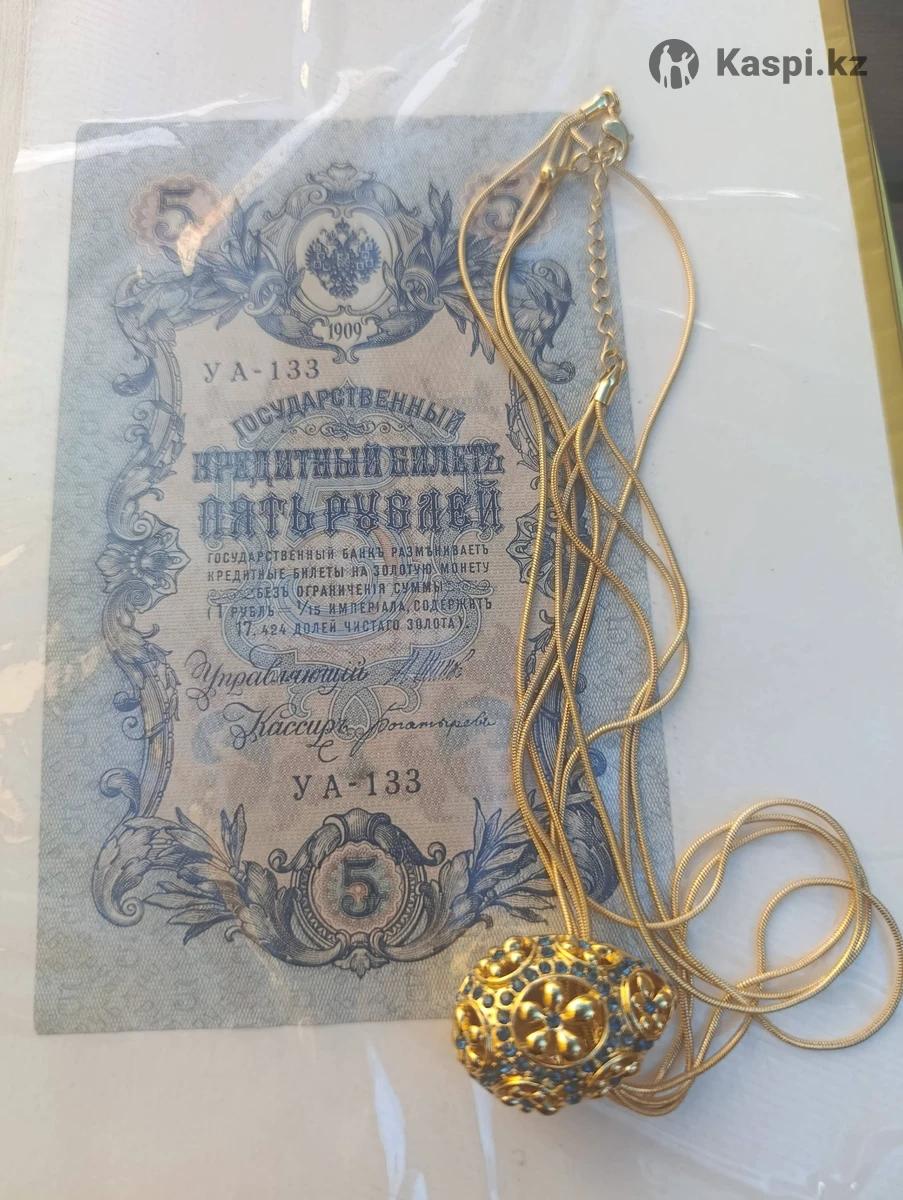 Kaspi.kz
5 5
1909
УА-133
ГОСУДАРСТВЕННЫЙ
КРЕДИТНЫЙ БИЛЕТЪ
ПЯТЬ РУБЛЕЙ
ГОСУДАРСТВЕННЫЙ БАНКЪ РАЗМѢНИВАЕТЪ
КРЕДИТНЫЕ БИЛЕТЫ НА ЗОЛОТУЮ МОНЕТУ
БЕЗЪ ОГРАНИЧЕНІЯ СУММЫ
(1 РУБЛЬ — 1/15 ИМПЕРІАЛА, СОДЕРЖИТЪ
17,424 ДОЛЕЙ ЧИСТАГО ЗОЛОТА).
Управляющій
Кассиръ Богатыревъ
УА-133
5